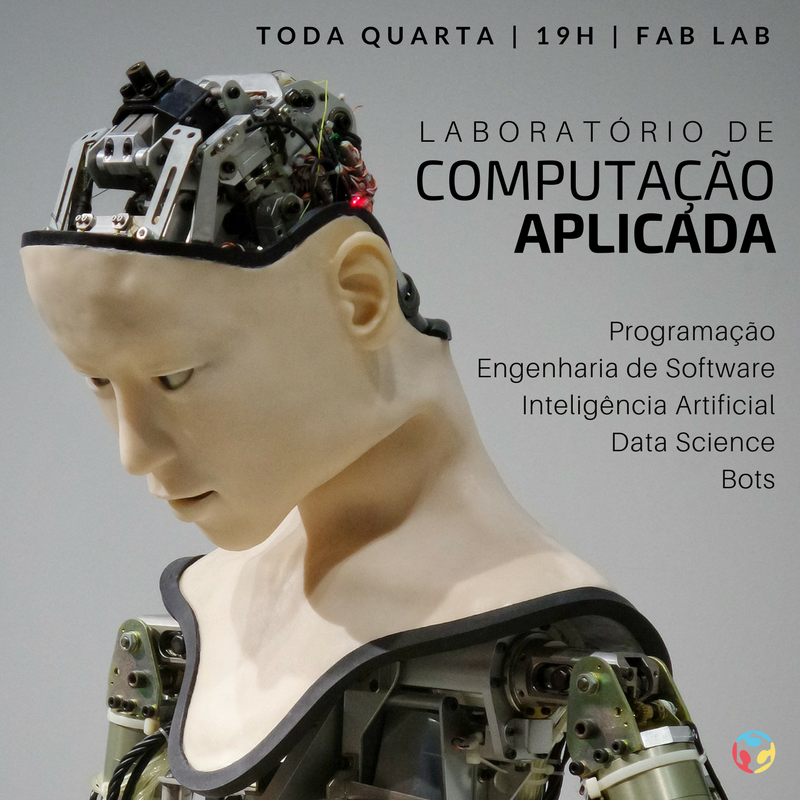 TODA QUARTA | 19H | FAB LAB
LABORATÓRIO DE
COMPUTAÇÃO
APLICADA
Programação
Engenharia de Software
Inteligência Artificial
Data Science
Bots